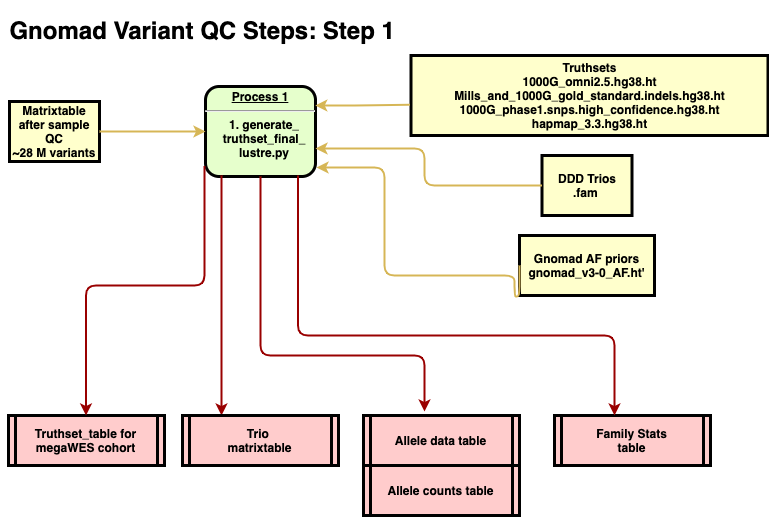 Gnomad Variant QC Steps: Step 1
Matrixtable
after sample
QC
~28 M variants
Process 1
1. generate_
truthset_final_
lustre.py
Truthsets
1000G_omni2.5.hg38.ht
Mills_and_1000G_gold_standard.indels.hg38.ht
1000G_phase1.snps.high_confidence.hg38.ht
hapmap_3.3.hg38.ht
DDD Trios
.fam
Gnomad AF priors
gnomad_v3-0_AF.ht'
Truthset_table for
megaWES cohort
Trio
matrixtable
Allele data table
Allele counts table
Family Stats
table